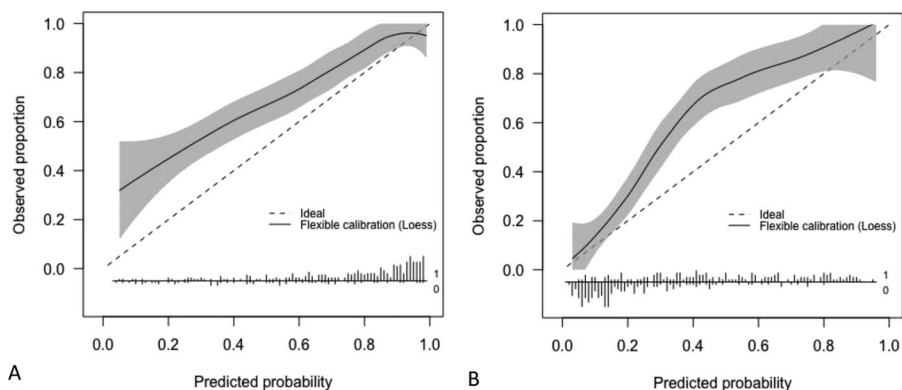 1.0
0.8
0.6
0.4
0.2
0.0
Observed proportion
Ideal
Flexible calibration (Loess)
1
0
0.0 0.2 0.4 0.6 0.8 1.0
Predicted probability
A
1.0
0.8
0.6
0.4
0.2
0.0
Observed proportion
Ideal
Flexible calibration (Loess)
1
0
0.0 0.2 0.4 0.6 0.8 1.0
Predicted probability
B